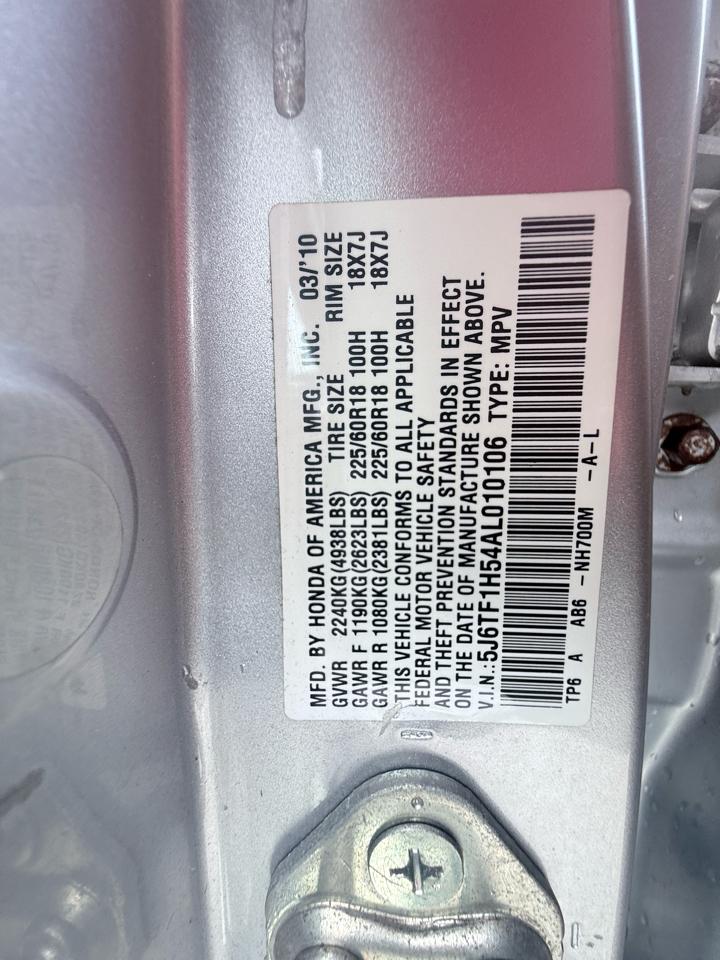 MFD. BY HONDA OF AMERICA MFG., INC. 03/'10
GVWR 2240KG(4938LBS) TIRE SIZE RIM SIZE
GAWR F 1190KG(2623LBS) 225/60R18 100H 18X7J
GAWR R 1080KG(2381LBS) 225/60R18 100H 18X7J
THIS VEHICLE CONFORMS TO ALL APPLICABLE
FEDERAL MOTOR VEHICLE SAFETY
AND THEFT PREVENTION STANDARDS IN EFFECT
ON THE DATE OF MANUFACTURE SHOWN ABOVE.
V.I.N.:5J6TF1H54AL010106 TYPE: MPV
TP6 A AB6 -NH700M -A-L